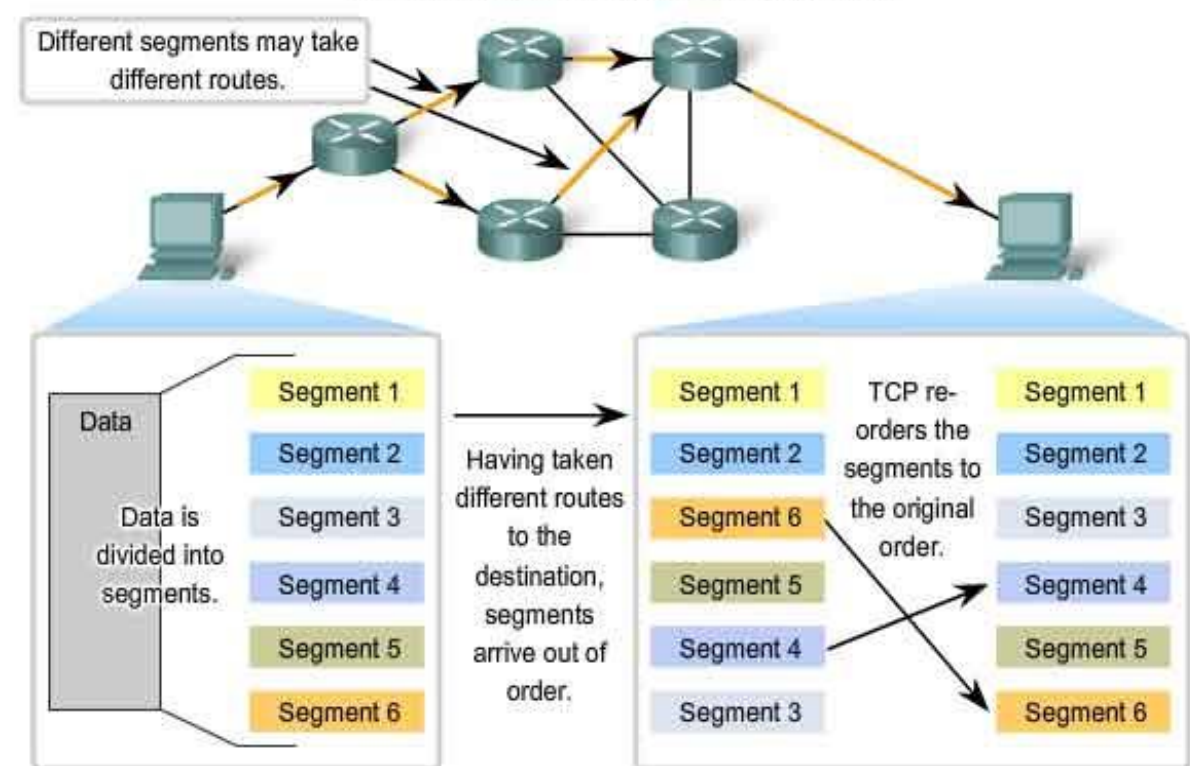 Different segments may take
different routes.
Data
Data is
divided into
segments.
Segment 1
Segment 2
Segment 3
Segment 4
Segment 5
Segment 6
Having taken
different routes
to the
destination,
segments
arrive out of
order.
Segment 1
Segment 2
Segment 6
Segment 5
Segment 4
Segment 3
TCP re-
orders the
segments to
the original
order.
Segment 1
Segment 2
Segment 3
Segment 4
Segment 5
Segment 6